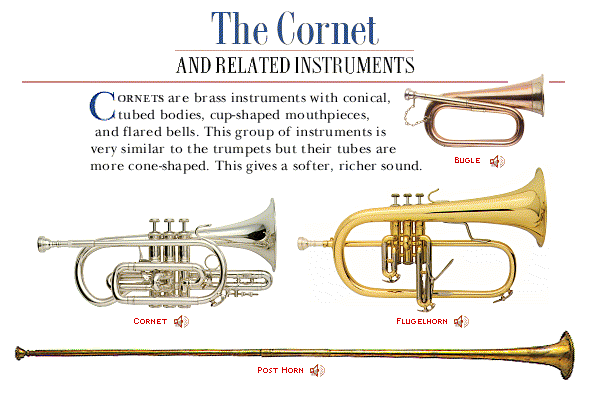 The Cornet
AND RELATED INSTRUMENTS
CORNETS are brass instruments with conical,
tubed bodies, cup-shaped mouthpieces,
and flared bells. This group of instruments is
very similar to the trumpets but their tubes are
more cone-shaped. This gives a softer, richer sound.
BUGLE
CORNET
FLUGELHORN
POST HORN